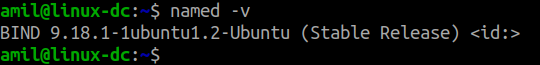 amil@linux-dc:~$ named -v
BIND 9.18.1-1ubuntu1.2-Ubuntu (Stable Release) <id:>
amil@linux-dc:~$